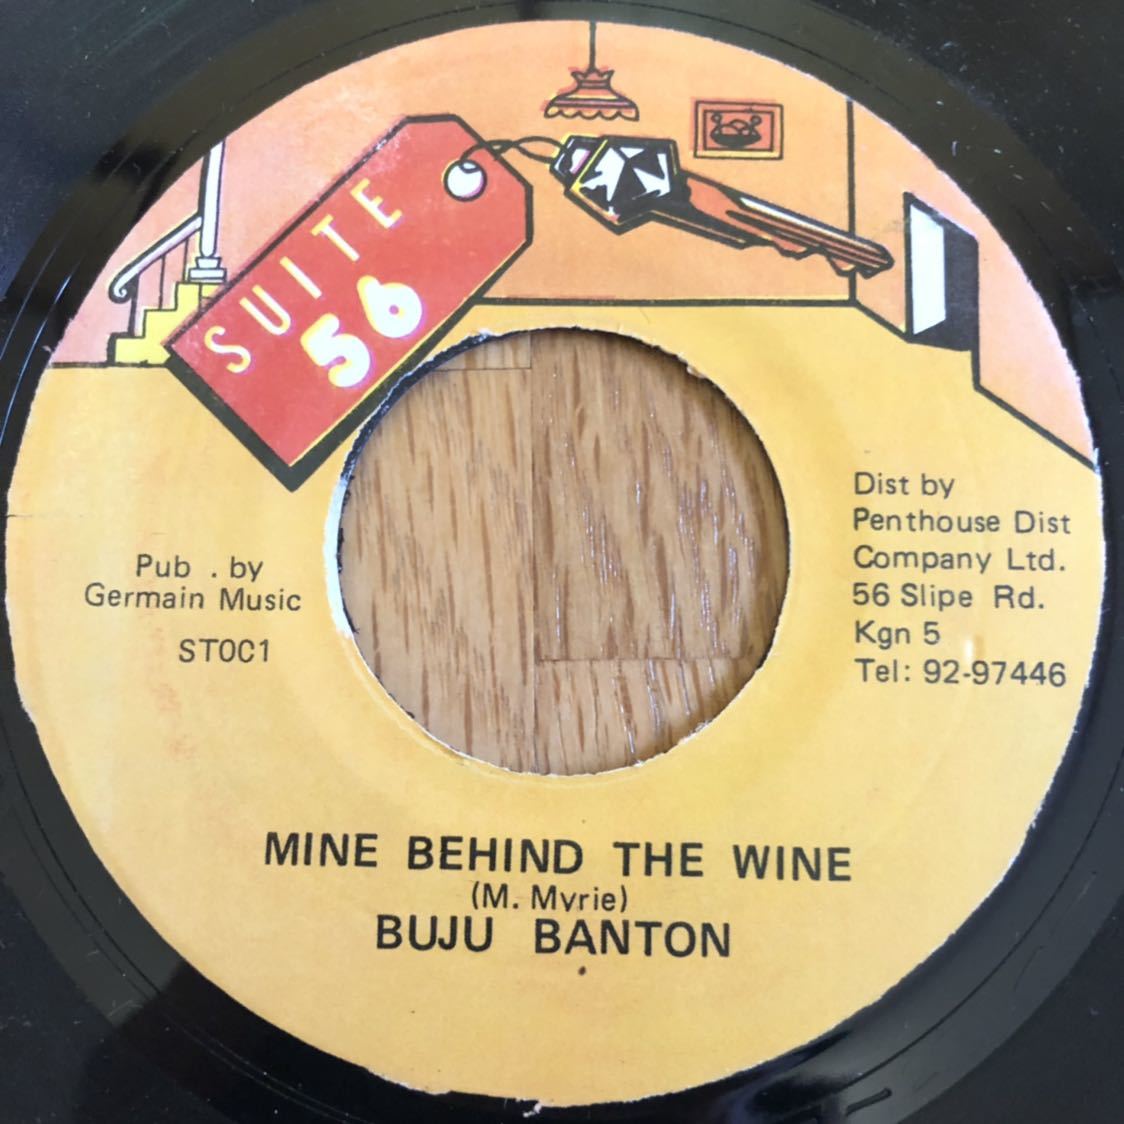 SUITE
56
Pub . by
Germain Music
STOC1
Dist by
Penthouse Dist
Company Ltd.
56 Slipe Rd.
Kgn 5
Tel: 92-97446
MINE BEHIND THE WINE
(M. Myrie)
BUJU BANTON